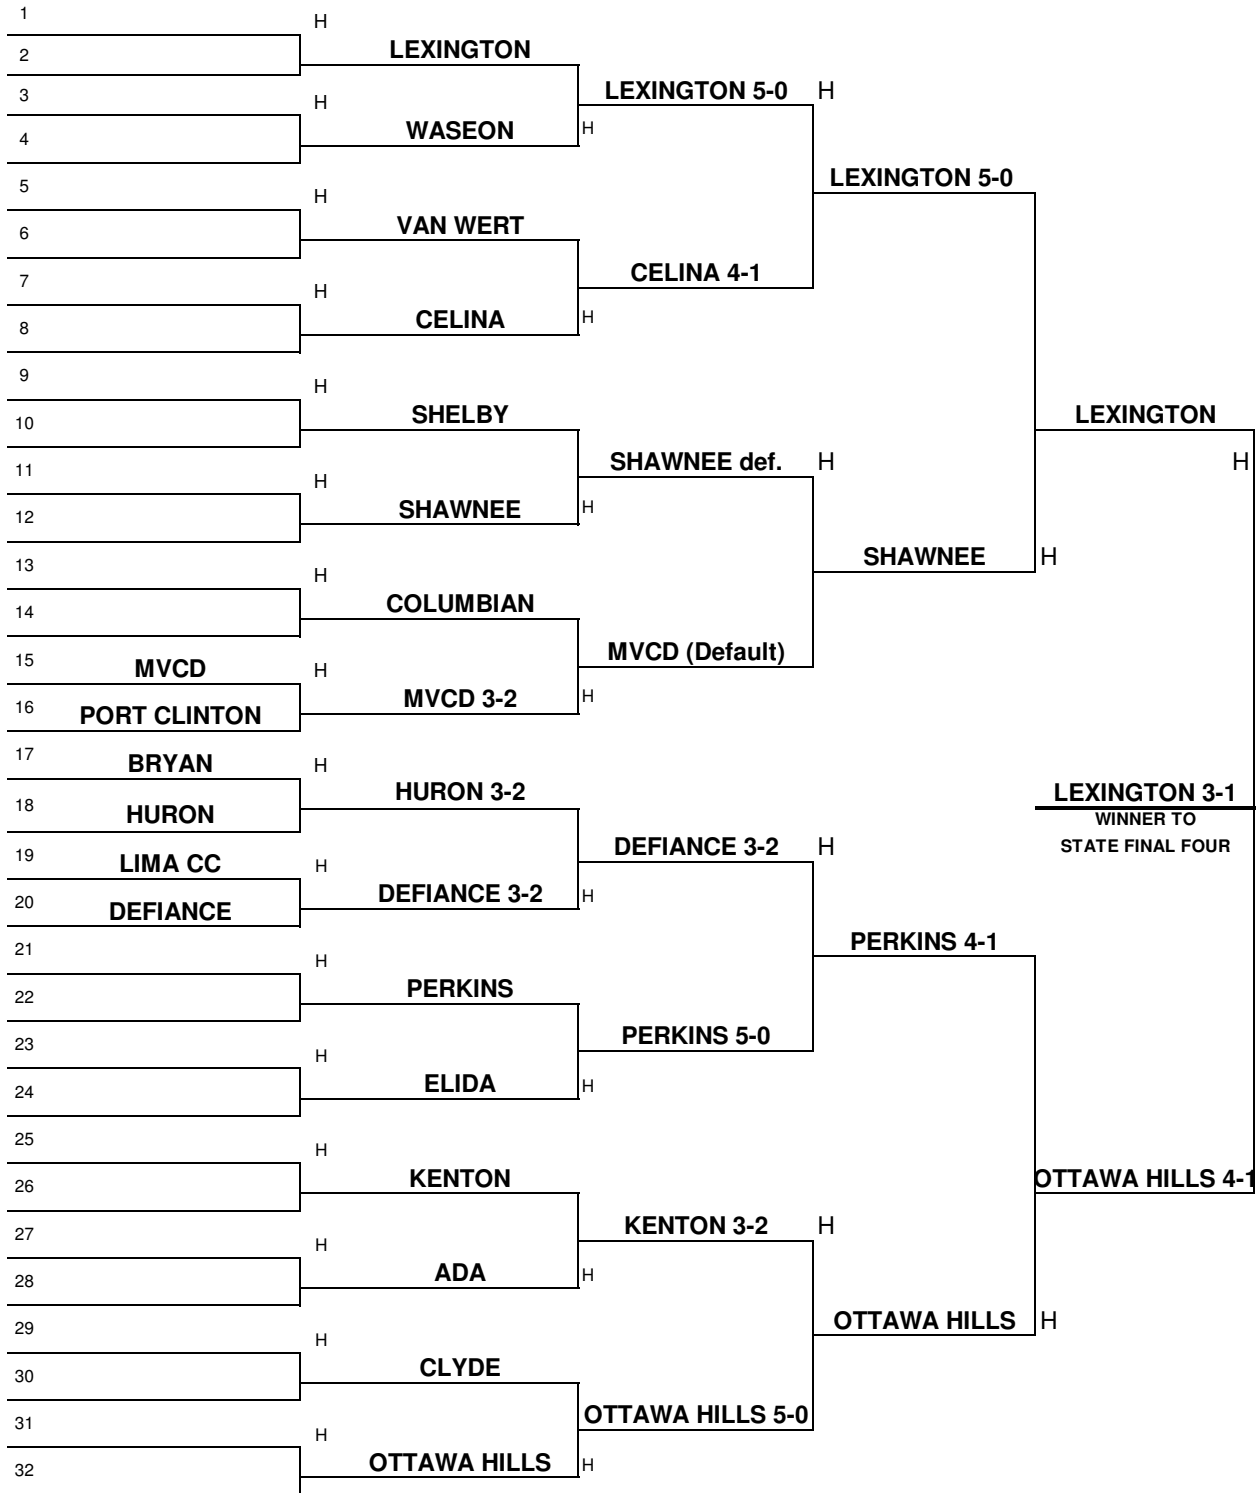 1
H
2 LEXINGTON
3 LEXINGTON 5-0 H
H
4 WASEON H
5 LEXINGTON 5-0
H
6 VAN WERT
7 CELINA 4-1
H
8 CELINA H
9
H
10 SHELBY LEXINGTON
11 SHAWNEE def. H H
H
12 SHAWNEE H
13 SHAWNEE H
H
14 COLUMBIAN
15 MVCD H MVCD (Default)
16 PORT CLINTON MVCD 3-2 H
17 BRYAN H
18 HURON HURON 3-2 LEXINGTON 3-1
WINNER TO
STATE FINAL FOUR
19 LIMA CC H DEFIANCE 3-2 H
20 DEFIANCE DEFIANCE 3-2 H
21 PERKINS 4-1
H
22 PERKINS
23 PERKINS 5-0
H
24 ELIDA H
25
H
26 KENTON OTTAWA HILLS 4-1
27 KENTON 3-2 H
H
28 ADA H
29 OTTAWA HILLS H
H
30 CLYDE
31 OTTAWA HILLS 5-0
H
32 OTTAWA HILLS H